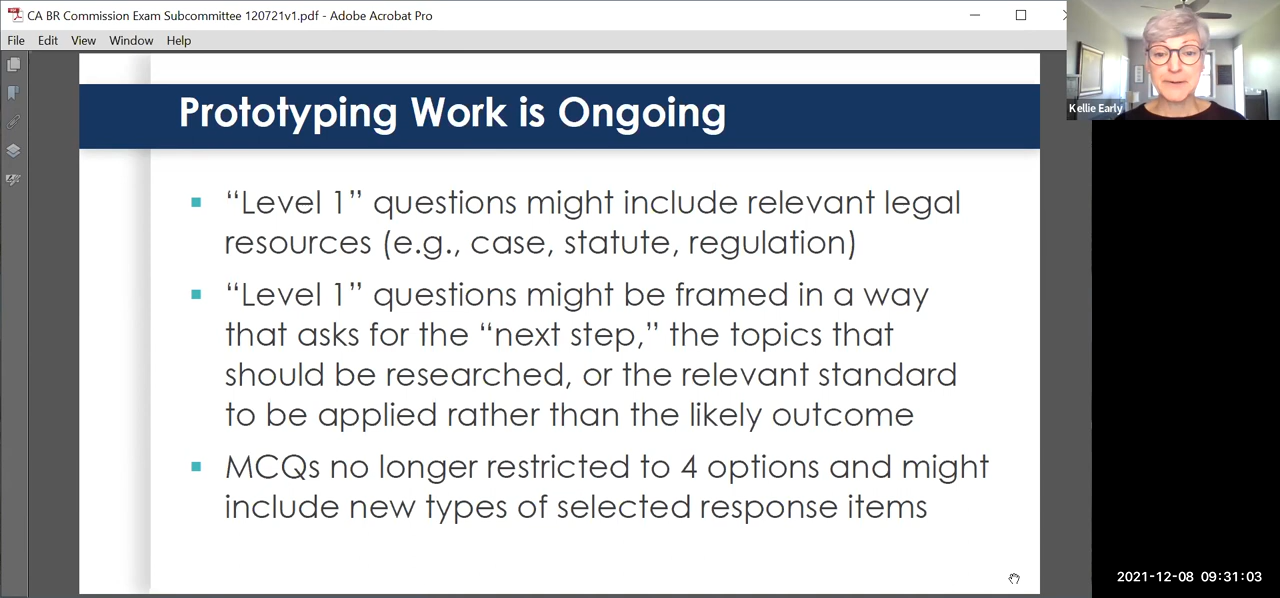 CA BR Commission Exam Subcommittee 120721v1.pdf - Adobe Acrobat Pro
File Edit View Window Help
Kellie Early
Prototyping Work is Ongoing
“Level 1” questions might include relevant legal
resources (e.g., case, statute, regulation)
“Level 1” questions might be framed in a way
that asks for the “next step,” the topics that
should be researched, or the relevant standard
to be applied rather than the likely outcome
MCQs no longer restricted to 4 options and might
include new types of selected response items
2021-12-08 09:31:03